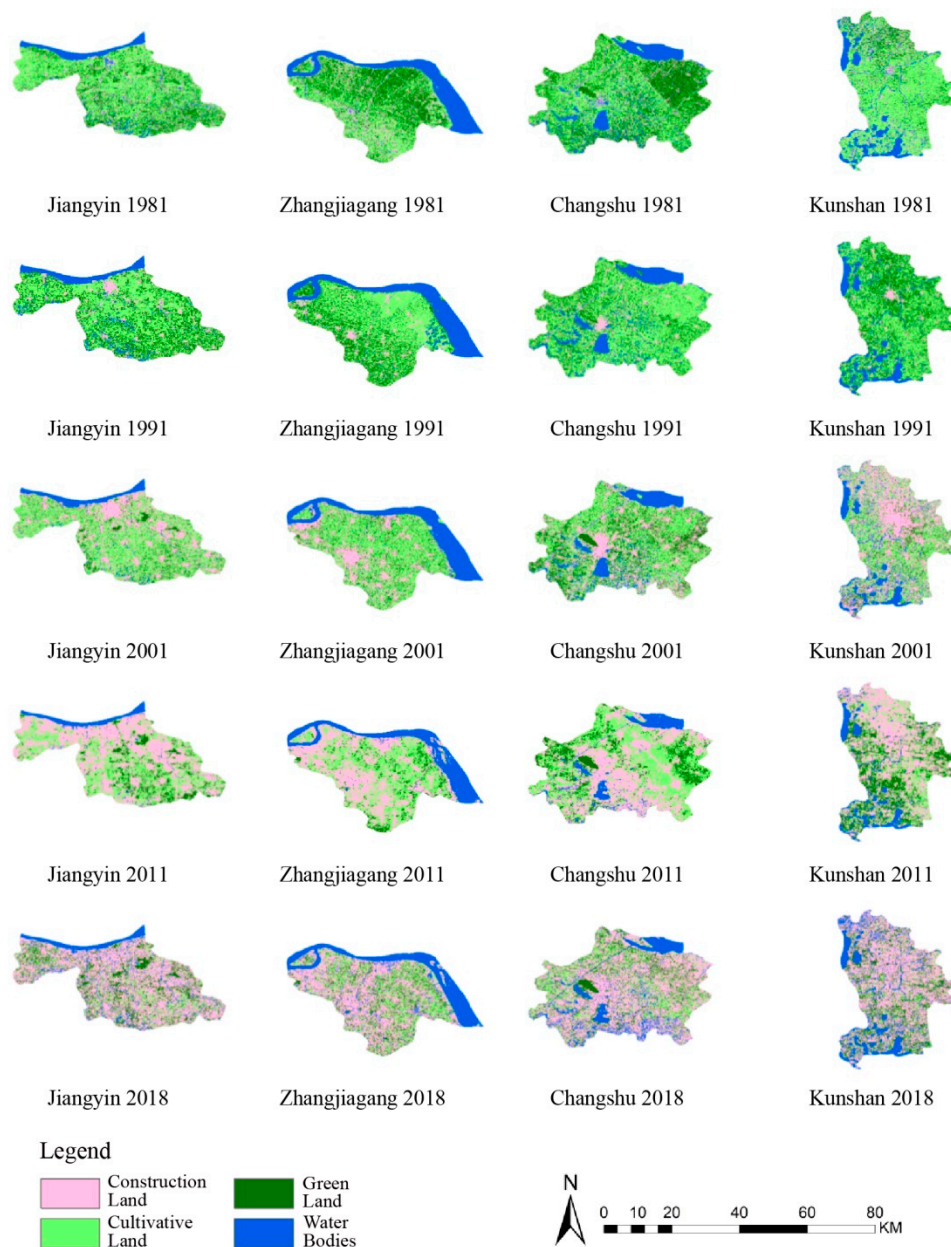 Jiangyin 1981 Zhangjiagang 1981 Changshu 1981 Kunshan 1981
Jiangyin 1991 Zhangjiagang 1991 Changshu 1991 Kunshan 1991
Jiangyin 2001 Zhangjiagang 2001 Changshu 2001 Kunshan 2001
Jiangyin 2011 Zhangjiagang 2011 Changshu 2011 Kunshan 2011
Jiangyin 2018 Zhangjiagang 2018 Changshu 2018 Kunshan 2018
Legend
Construction
Land
Green
Land
Cultivative
Land
Water
Bodies
N
0 10 20 40 60 80
KM